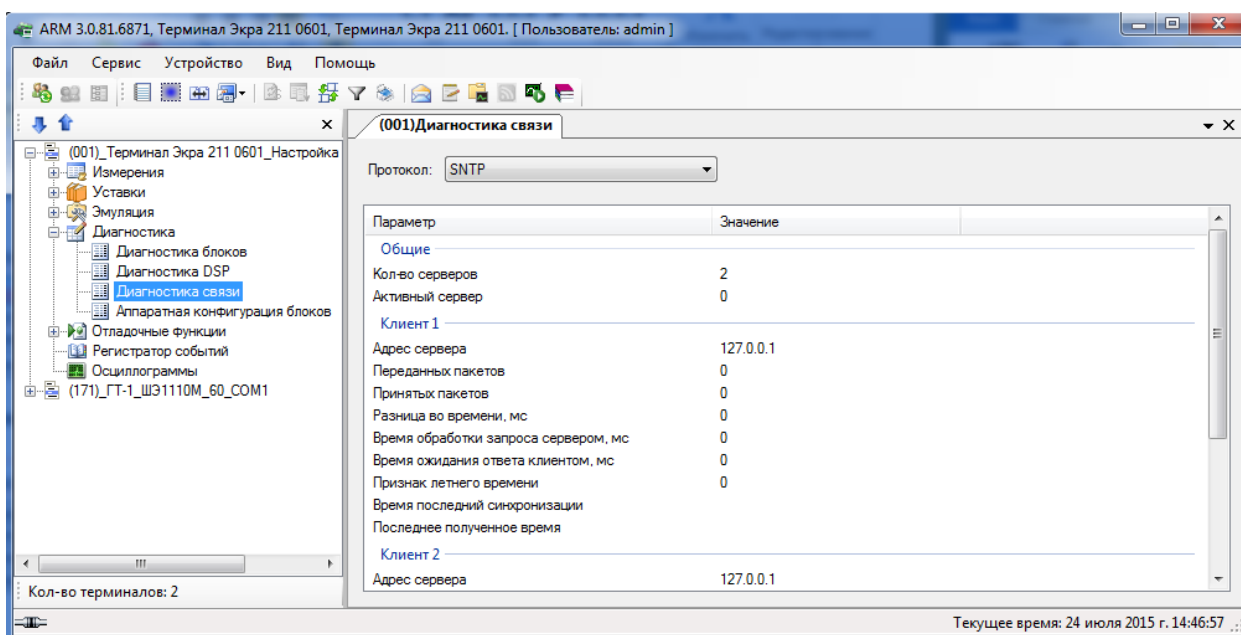 ARM 3.0.81.6871, Терминал Экра 211 0601, Терминал Экра 211 0601. [ Пользователь: admin ]
Файл Сервис Устройство Вид Помощь
(001)_Терминал Экра 211 0601_Настройка
Измерения
Уставки
Эмуляция
Диагностика
Диагностика блоков
Диагностика DSP
Диагностика связи
Аппаратная конфигурация блоков
Отладочные функции
Регистратор событий
Осциллограммы
(171)_ГТ-1_ШЭ1110М_60_COM1
Кол-во терминалов: 2
(001)Диагностика связи
Протокол: SNTP
Параметр Значение
Общие
Кол-во серверов 2
Активный сервер 0
Клиент 1
Адрес сервера 127.0.0.1
Переданных пакетов 0
Принятых пакетов 0
Разница во времени, мс 0
Время обработки запроса сервером, мс 0
Время ожидания ответа клиентом, мс 0
Признак летнего времени 0
Время последний синхронизации
Последнее полученное время
Клиент 2
Адрес сервера 127.0.0.1
Текущее время: 24 июля 2015 г. 14:46:57